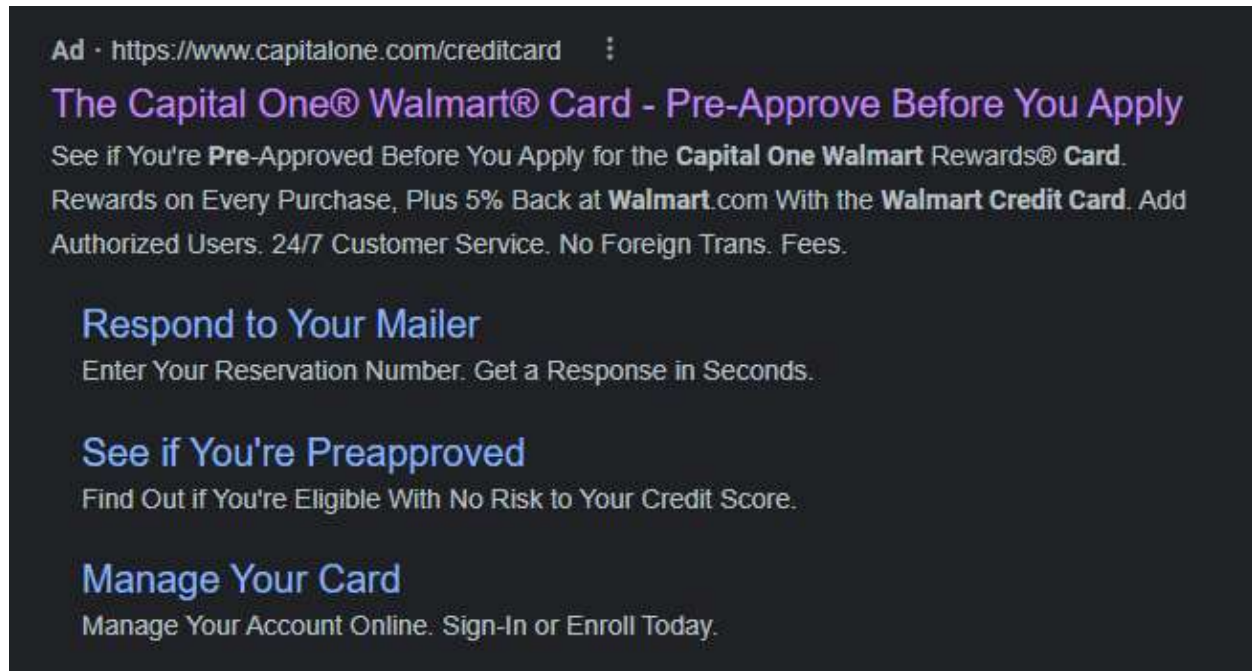 Ad · https://www.capitalone.com/creditcard
The Capital One® Walmart® Card - Pre-Approve Before You Apply
See if You're Pre-Approved Before You Apply for the Capital One Walmart Rewards® Card.
Rewards on Every Purchase, Plus 5% Back at Walmart.com With the Walmart Credit Card. Add
Authorized Users. 24/7 Customer Service. No Foreign Trans. Fees.
Respond to Your Mailer
Enter Your Reservation Number. Get a Response in Seconds.
See if You're Preapproved
Find Out if You're Eligible With No Risk to Your Credit Score.
Manage Your Card
Manage Your Account Online. Sign-In or Enroll Today.